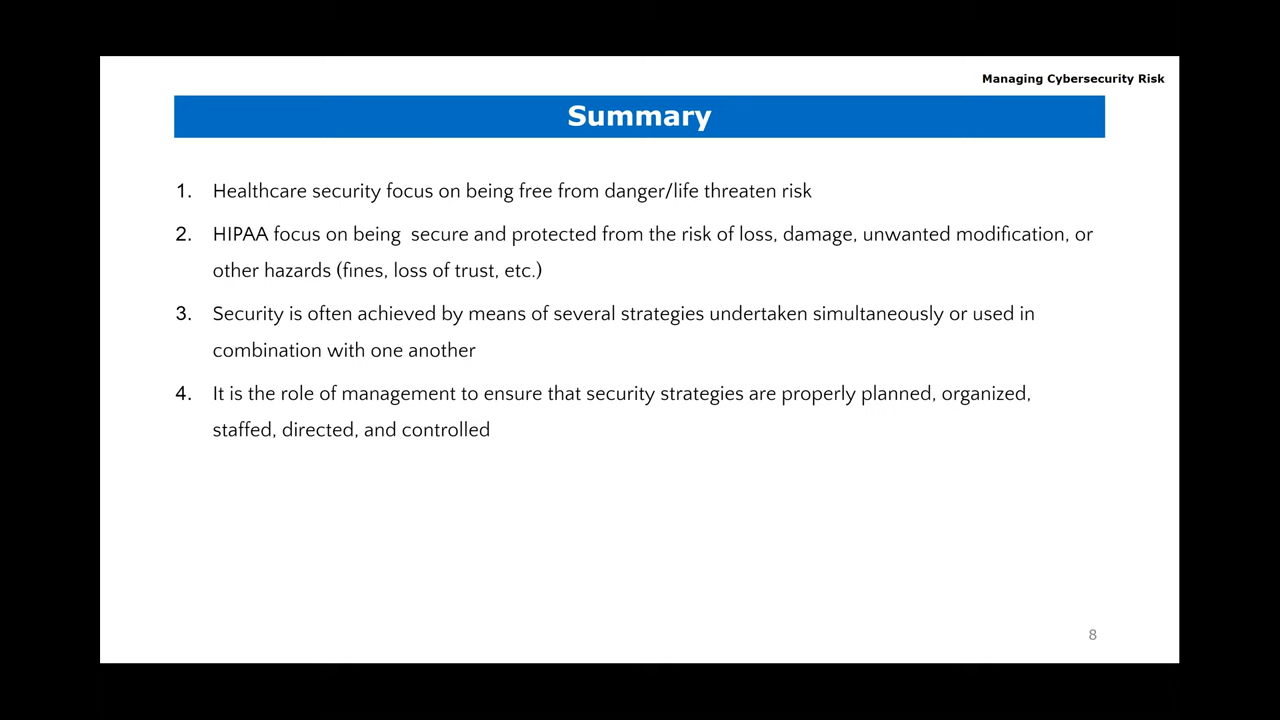 Managing Cybersecurity Risk
Summary
1. Healthcare security focus on being free from danger/life threaten risk
2. HIPAA focus on being  secure and protected from the risk of loss, damage, unwanted modification, or
other hazards (fines, loss of trust, etc.)
3. Security is often achieved by means of several strategies undertaken simultaneously or used in
combination with one another
4. It is the role of management to ensure that security strategies are properly planned, organized,
staffed, directed, and controlled
8